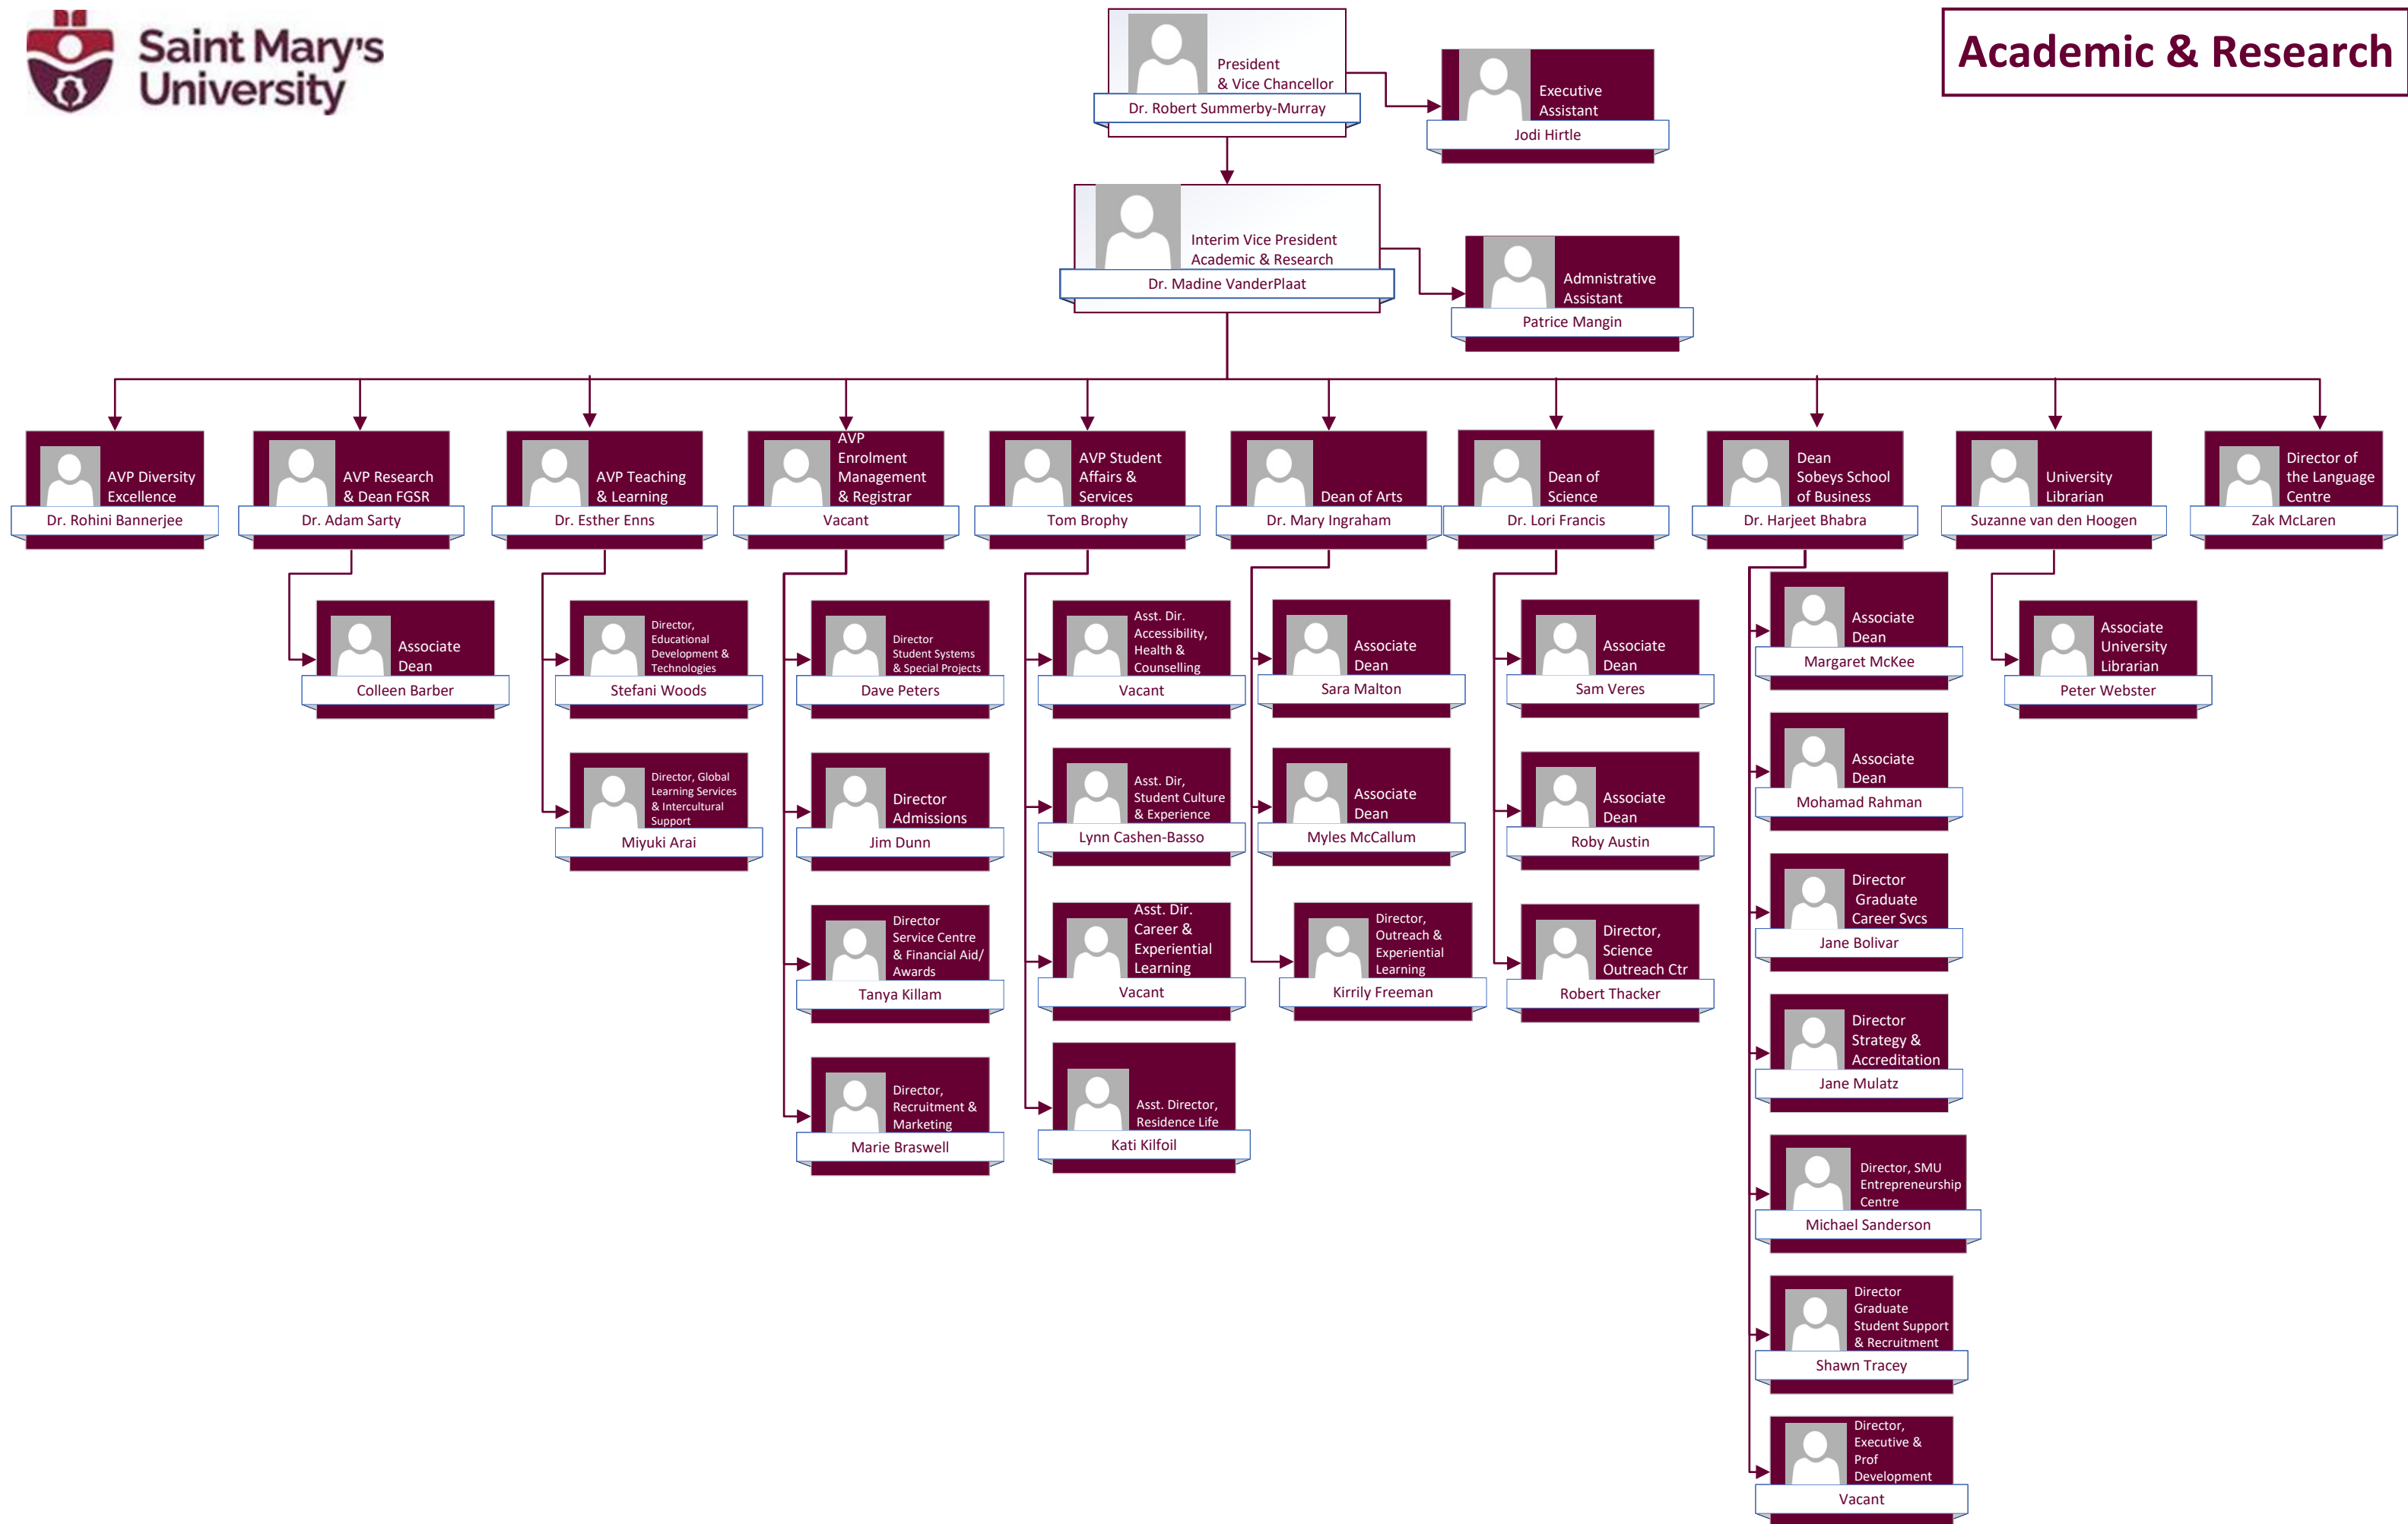 Saint Mary's
University
Academic & Research
President
& Vice Chancellor
Dr. Robert Summerby-Murray
Executive
Assistant
Jodi Hirtle
Interim Vice President
Academic & Research
Dr. Madine VanderPlaat
Admnistrative
Assistant
Patrice Mangin
AVP Diversity
Excellence
Dr. Rohini Bannerjee
AVP Research
& Dean FGSR
Dr. Adam Sarty
AVP Teaching
& Learning
Dr. Esther Enns
AVP
Enrolment
Management
& Registrar
Vacant
AVP Student
Affairs &
Services
Tom Brophy
Dean of Arts
Dr. Mary Ingraham
Dean of
Science
Dr. Lori Francis
Dean
Sobeys School
of Business
Dr. Harjeet Bhabra
University
Librarian
Suzanne van den Hoogen
Director of
the Language
Centre
Zak McLaren
Associate
Dean
Colleen Barber
Director,
Educational
Development &
Technologies
Stefani Woods
Director, Global
Learning Services
& Intercultural
Support
Miyuki Arai
Director
Student Systems
& Special Projects
Dave Peters
Director
Admissions
Jim Dunn
Director
Service Centre
& Financial Aid/
Awards
Tanya Killam
Director,
Recruitment &
Marketing
Marie Braswell
Asst. Dir.
Accessibility,
Health &
Counselling
Vacant
Asst. Dir,
Student Culture
& Experience
Lynn Cashen-Basso
Asst. Dir.
Career &
Experiential
Learning
Vacant
Asst. Director,
Residence Life
Kati Kilfoil
Associate
Dean
Sara Malton
Associate
Dean
Myles McCallum
Director,
Outreach &
Experiential
Learning
Kirrily Freeman
Associate
Dean
Sam Veres
Associate
Dean
Roby Austin
Director,
Science
Outreach Ctr
Robert Thacker
Associate
Dean
Margaret McKee
Associate
Dean
Mohamad Rahman
Director
Graduate
Career Svcs
Jane Bolivar
Director
Strategy &
Accreditation
Jane Mulatz
Director, SMU
Entrepreneurship
Centre
Michael Sanderson
Director
Graduate
Student Support
& Recruitment
Shawn Tracey
Director,
Executive &
Prof
Development
Vacant
Associate
University
Librarian
Peter Webster